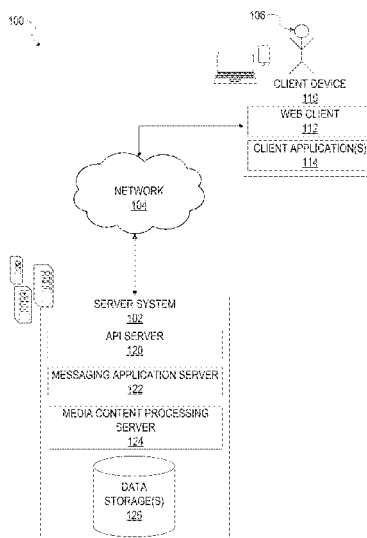 100
106
CLIENT DEVICE
110
WEB CLIENT
112
CLIENT APPLICATION(S)
114
NETWORK
104
SERVER SYSTEM
102
API SERVER
120
MESSAGING APPLICATION SERVER
122
MEDIA CONTENT PROCESSING
SERVER
124
DATA
STORAGE(S)
126